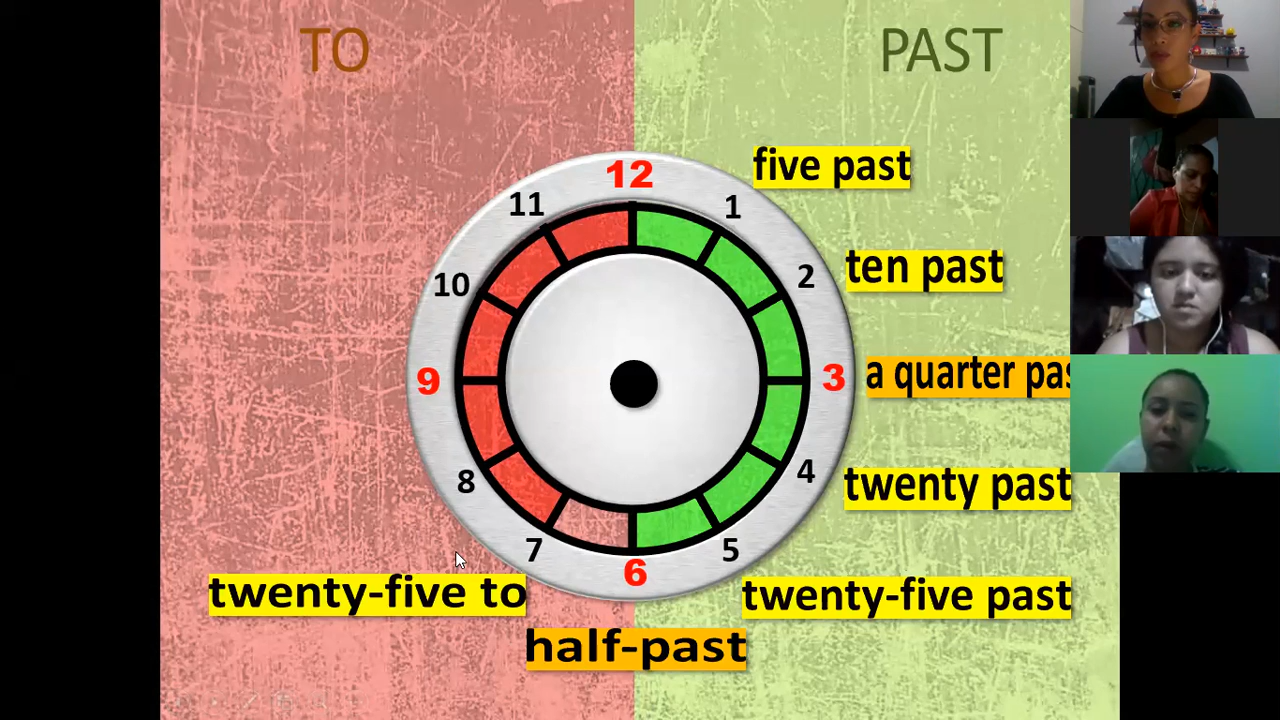 TO
PAST
five past
12
11
1
10
2
ten past
9
3
a quarter pas
8
4
twenty past
7
5
6
twenty-five to
twenty-five past
half-past